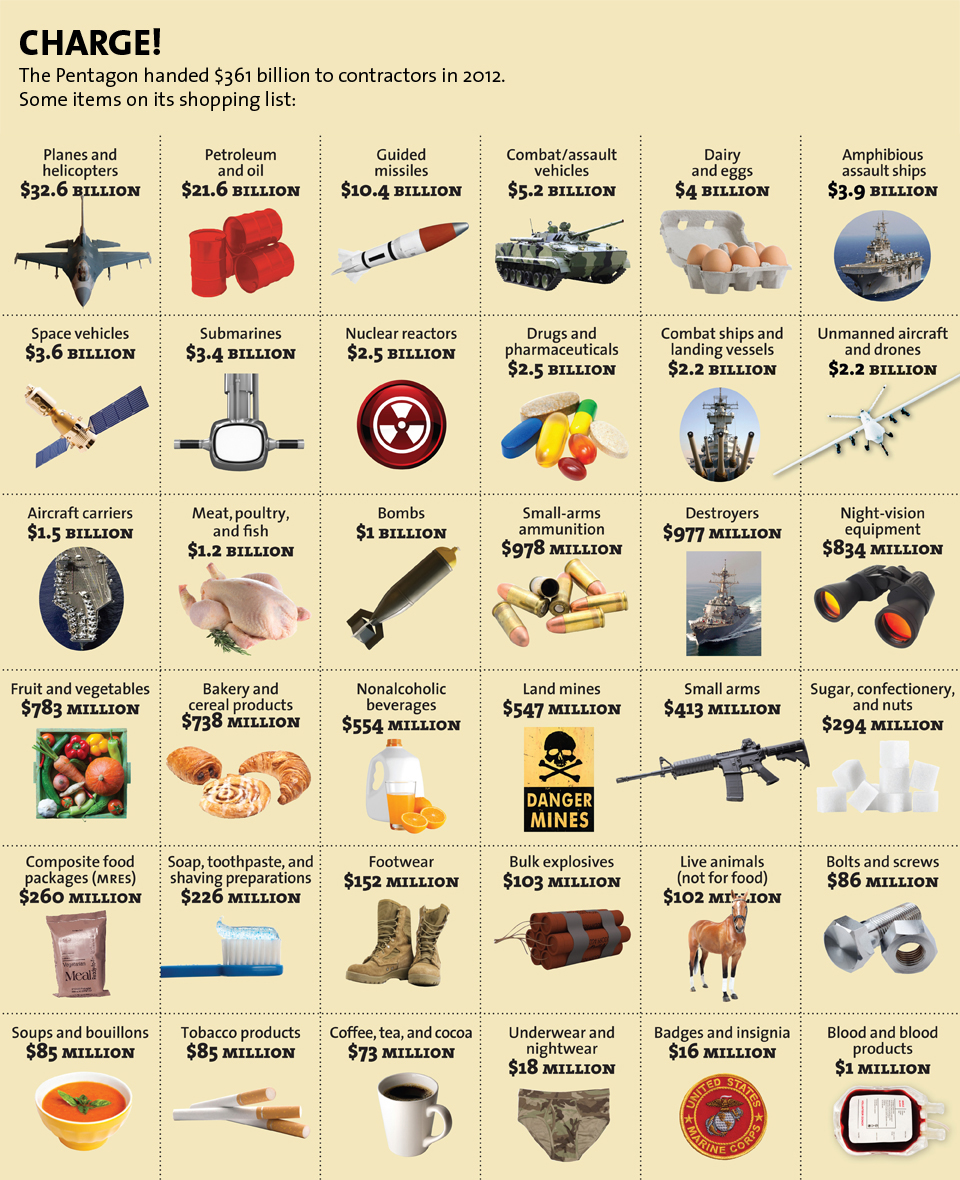 CHARGE!
The Pentagon handed $361 billion to contractors in 2012.
Some items on its shopping list:
Planes and
helicopters
$32.6 BILLION
Petroleum
and oil
$21.6 BILLION
Guided
missiles
$10.4 BILLION
Combat/assault
vehicles
$5.2 BILLION
Dairy
and eggs
$4 BILLION
Amphibious
assault ships
$3.9 BILLION
Space vehicles
$3.6 BILLION
Submarines
$3.4 BILLION
Nuclear reactors
$2.5 BILLION
Drugs and
pharmaceuticals
$2.5 BILLION
Combat ships and
landing vessels
$2.2 BILLION
Unmanned aircraft
and drones
$2.2 BILLION
Aircraft carriers
$1.5 BILLION
Meat, poultry,
and fish
$1.2 BILLION
Bombs
$1 BILLION
Small-arms
ammunition
$978 MILLION
Destroyers
$977 MILLION
Night-vision
equipment
$834 MILLION
Fruit and vegetables
$783 MILLION
Bakery and
cereal products
$738 MILLION
Nonalcoholic
beverages
$554 MILLION
Land mines
$547 MILLION
DANGER
MINES
Small arms
$413 MILLION
Sugar, confectionery,
and nuts
$294 MILLION
Composite food
packages (MRES)
$260 MILLION
Meal
Soap, toothpaste, and
shaving preparations
$226 MILLION
Footwear
$152 MILLION
Bulk explosives
$103 MILLION
Live animals
(not for food)
$102 MILLION
Bolts and screws
$86 MILLION
Soups and bouillons
$85 MILLION
Tobacco products
$85 MILLION
Coffee, tea, and cocoa
$73 MILLION
Underwear and
nightwear
$18 MILLION
Badges and insignia
$16 MILLION
UNITED STATES
MARINE CORPS
Blood and blood
products
$1 MILLION